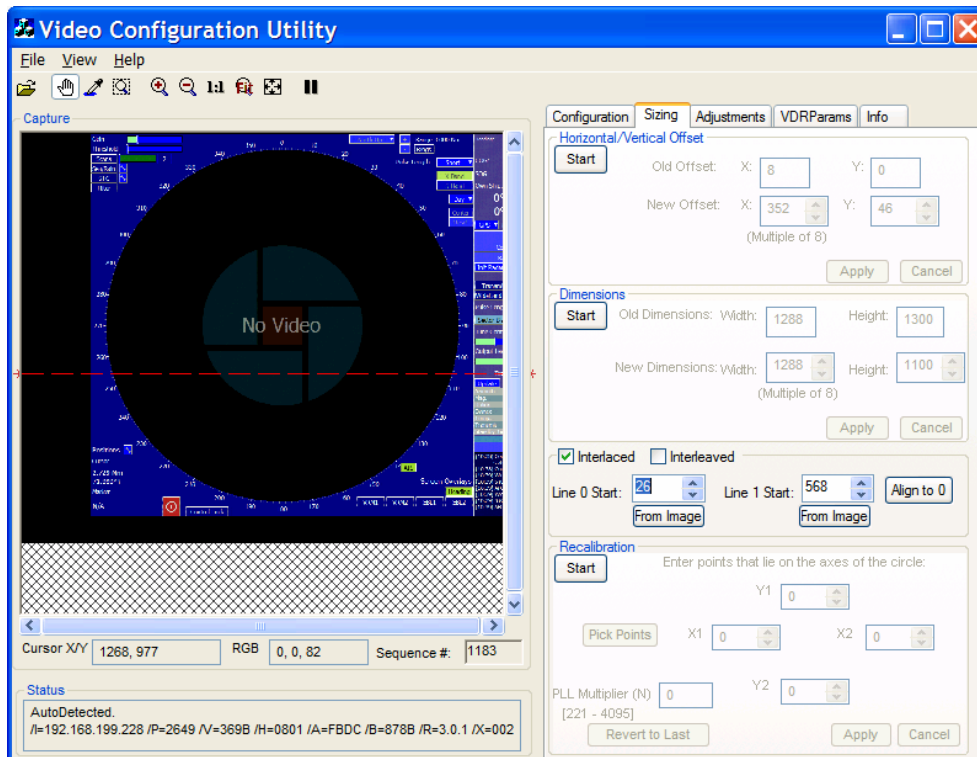 Video Configuration Utility
File View Help
1:1 Fit
Capture
No Video
Day
Heading
N/A
Cursor X/Y 1268, 977 RGB 0, 0, 82 Sequence #: 1183
Status
AutoDetected.
/I=192.168.199.228 /P=2649 /V=369B /H=0801 /A=FBDC /B=878B /R=3.0.1 /X=002
Configuration Sizing Adjustments VDRParams Info
Horizontal/Vertical Offset
Start Old Offset: X: 8 Y: 0
New Offset: X: 352 Y: 46
(Multiple of 8)
Apply Cancel
Dimensions
Start Old Dimensions: Width: 1288 Height: 1300
New Dimensions: Width: 1288 Height: 1100
(Multiple of 8)
Apply Cancel
Interlaced Interleaved
Line 0 Start: 26 Line 1 Start: 568 Align to 0
From Image From Image
Recalibration
Start Enter points that lie on the axes of the circle:
Y1 0
Pick Points X1 0 X2 0
PLL Multiplier (N) 0 Y2 0
[221 - 4095]
Revert to Last Apply Cancel